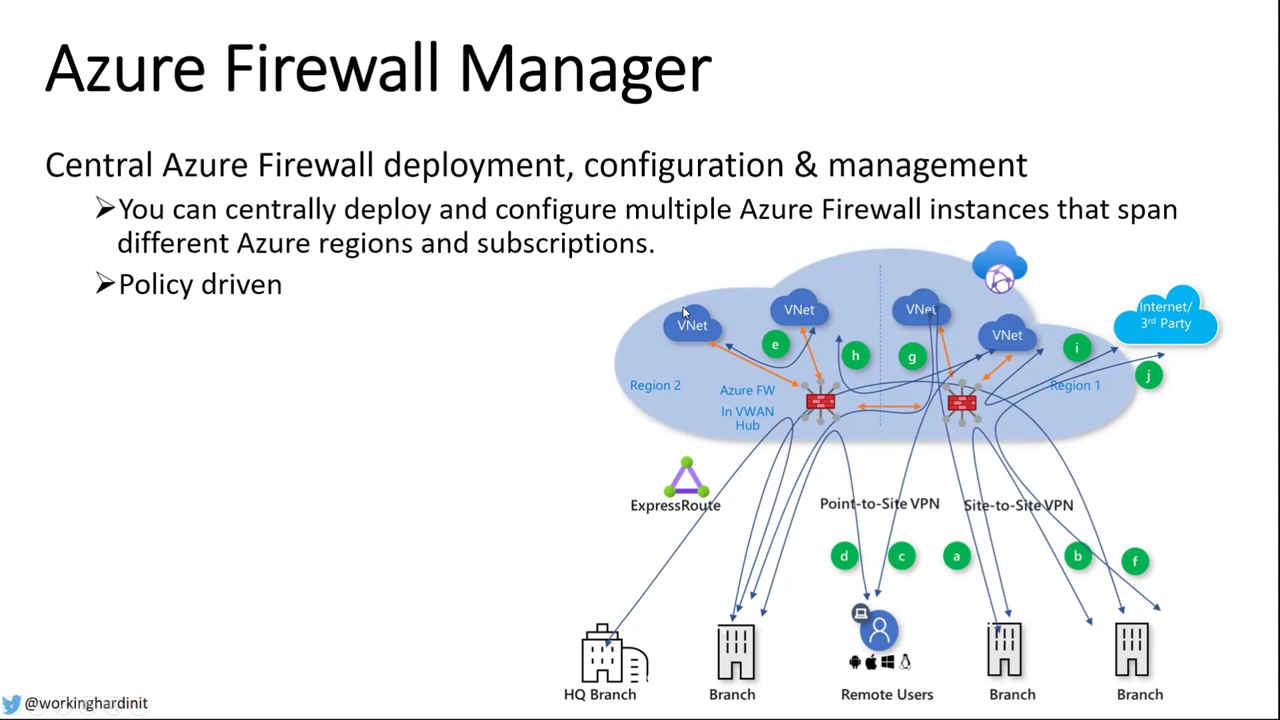 Azure Firewall Manager
Central Azure Firewall deployment, configuration & management
➢You can centrally deploy and configure multiple Azure Firewall instances that span
different Azure regions and subscriptions.
➢Policy driven
VNet
VNet
VNet
VNet
Internet/
3rd Party
e
h
g
i
j
Region 2
Azure FW
In VWAN
Hub
Region 1
ExpressRoute
Point-to-Site VPN
Site-to-Site VPN
d
c
a
b
f
HQ Branch
Branch
Remote Users
Branch
Branch
@workinghardinit